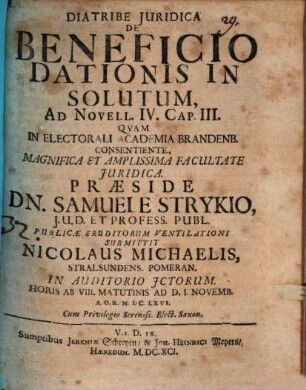 DIATRIBE JURIDICA
29.
DE
BENEFICIO
DATIONIS IN
SOLUTUM,
AD NOVELL. IV. CAP. III.
QVAM
IN ELECTORALI ACADEMIA BRANDENB.
CONSENTIENTE,
MAGNIFICA ET AMPLISSIMA FACULTATE
JURIDICA.
PRÆSIDE
DN. SAMUELE STRYKIO,
J.U.D. ET PROFESS. PUBL.
PUBLICÆ ERUDITORUM VENTILATIONI
SUBMITTIT
NICOLAUS MICHAELIS,
STRALSUNDENS. POMERAN.
IN AUDITORIO JCTORUM.
HORIS AB VIII. MATUTINIS AD D. I. NOVEMB.
A.O.R. M. DC. LXVI.
Cum Privilegio Sereniss. Elect. Saxon.
Sumptibus JEREMIÆ Schrexen/ & Joh. HEINRICI Meyers/
HÆREDUM. M DC. XCI.